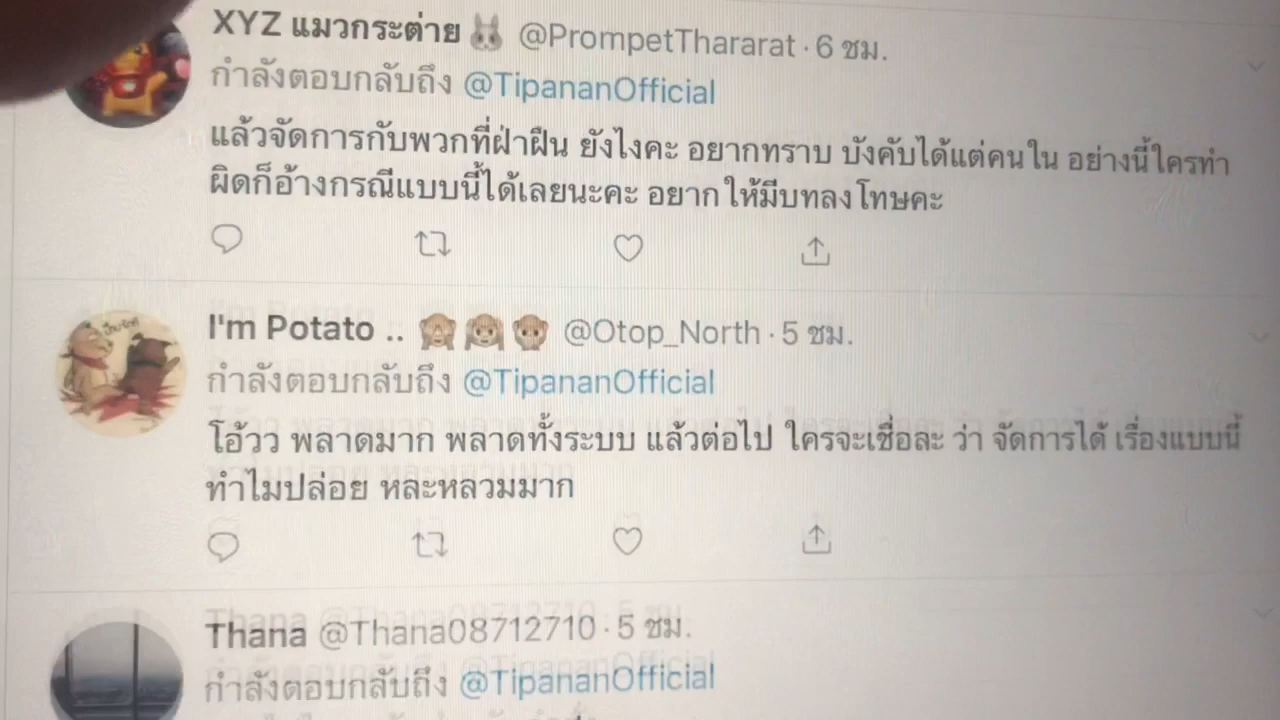 XYZ แมวกระต่าย🐰 @PrompetThararat · 6 ชม.
กำลังตอบกลับถึง @TipananOfficial
แล้วจัดการกับพวกที่ฝ่าฝืน ยังไงคะ อยากทราบ บังคับได้แต่คนใน อย่างนี้ใครทำ
ผิดก็อ้างกรณีแบบนี้ได้เลยนะคะ อยากให้มีบทลงโทษคะ
I'm Potato .. 🙈🙉🙊 @Otop_North · 5 ชม.
กำลังตอบกลับถึง @TipananOfficial
โอ้วว พลาดมาก พลาดทั้งระบบ แล้วต่อไป ใครจะเชื่อละ ว่า จัดการได้ เรื่องแบบนี้
ทำไมปล่อย หละหลวมมาก
Thana @Thana08712710 · 5 ชม.
กำลังตอบกลับถึง @TipananOfficial